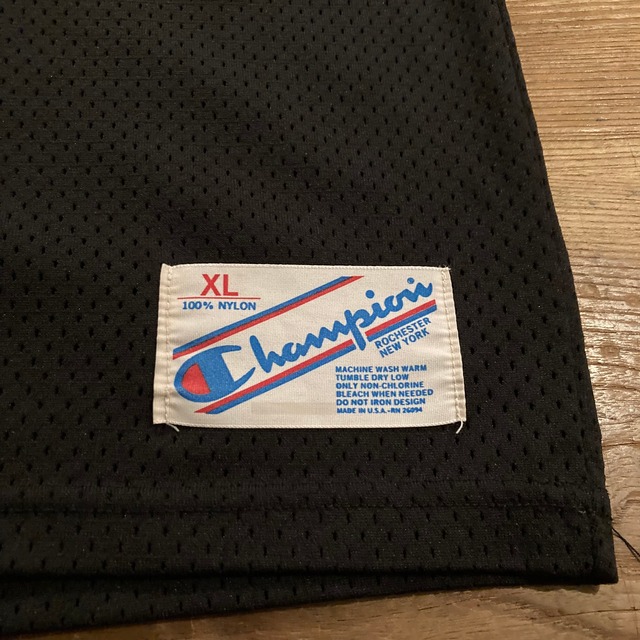 XL
100% NYLON
Champion
ROCHESTER
NEW YORK
MACHINE WASH WARM
TUMBLE DRY LOW
ONLY NON-CHLORINE
BLEACH WHEN NEEDED
DO NOT IRON DESIGN
MADE IN U.S.A.-RN 26094